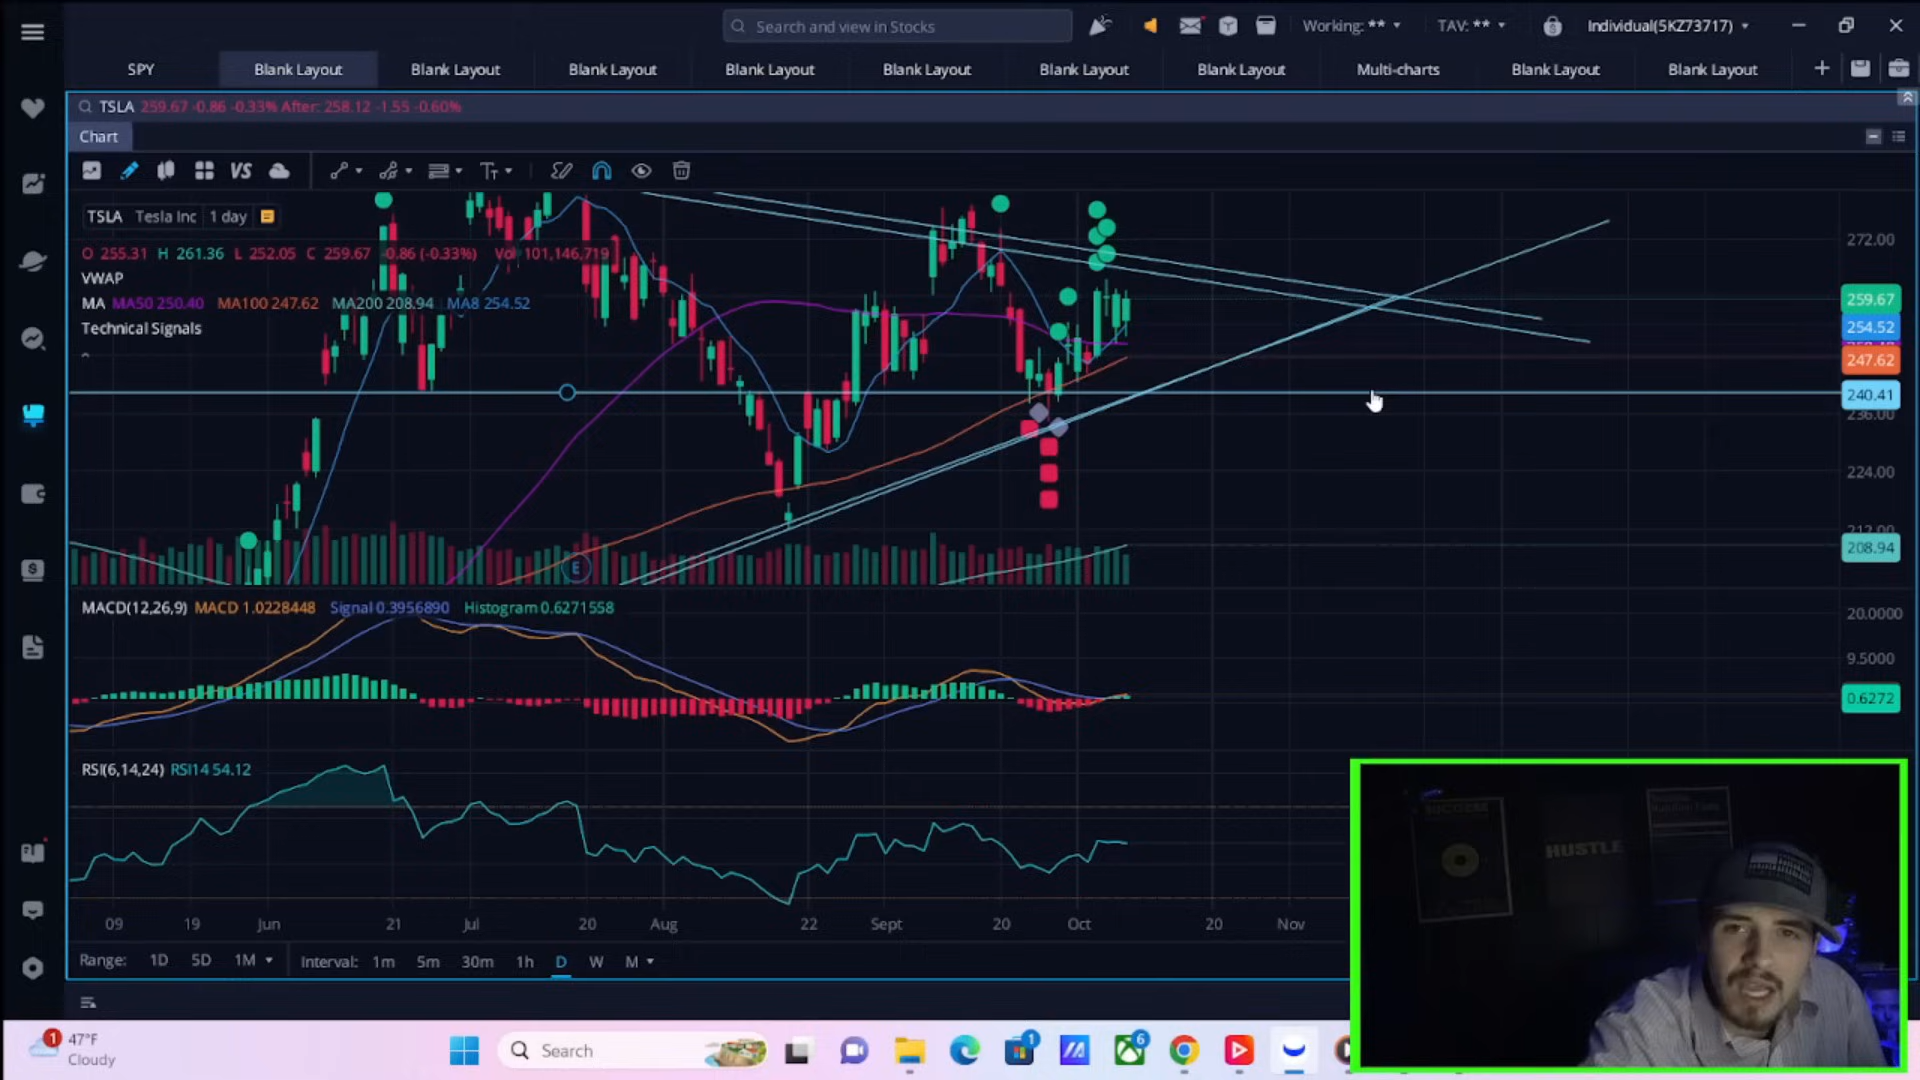 Search and view in Stocks
Working: **
TAV: **
Individual(5KZ73717)
SPY
Blank Layout
Blank Layout
Blank Layout
Blank Layout
Blank Layout
Blank Layout
Blank Layout
Multi-charts
Blank Layout
Blank Layout
TSLA 259.67 -0.86 -0.33% After: 258.12 -1.55 -0.60%
Chart
VS
TSLA Tesla Inc 1 day
O 255.31 H 261.36 L 252.05 C 259.67 -0.86 (-0.33%) Vol 101,146,719
VWAP
MA MA50 250.40 MA100 247.62 MA200 208.94 MA8 254.52
Technical Signals
272.00
259.67
254.52
247.62
240.41
236.00
224.00
212.00
208.94
E
MACD(12,26,9) MACD 1.0228448 Signal 0.3956890 Histogram 0.6271558
20.0000
9.5000
0.6272
RSI(6,14,24) RSI14 54.12
HUSTLE
09 19 Jun 21 Jul 20 Aug 22 Sept 20 Oct 20 Nov
Range: 1D 5D 1M Interval: 1m 5m 30m 1h D W M
1
47°F
Cloudy
Search
1
6